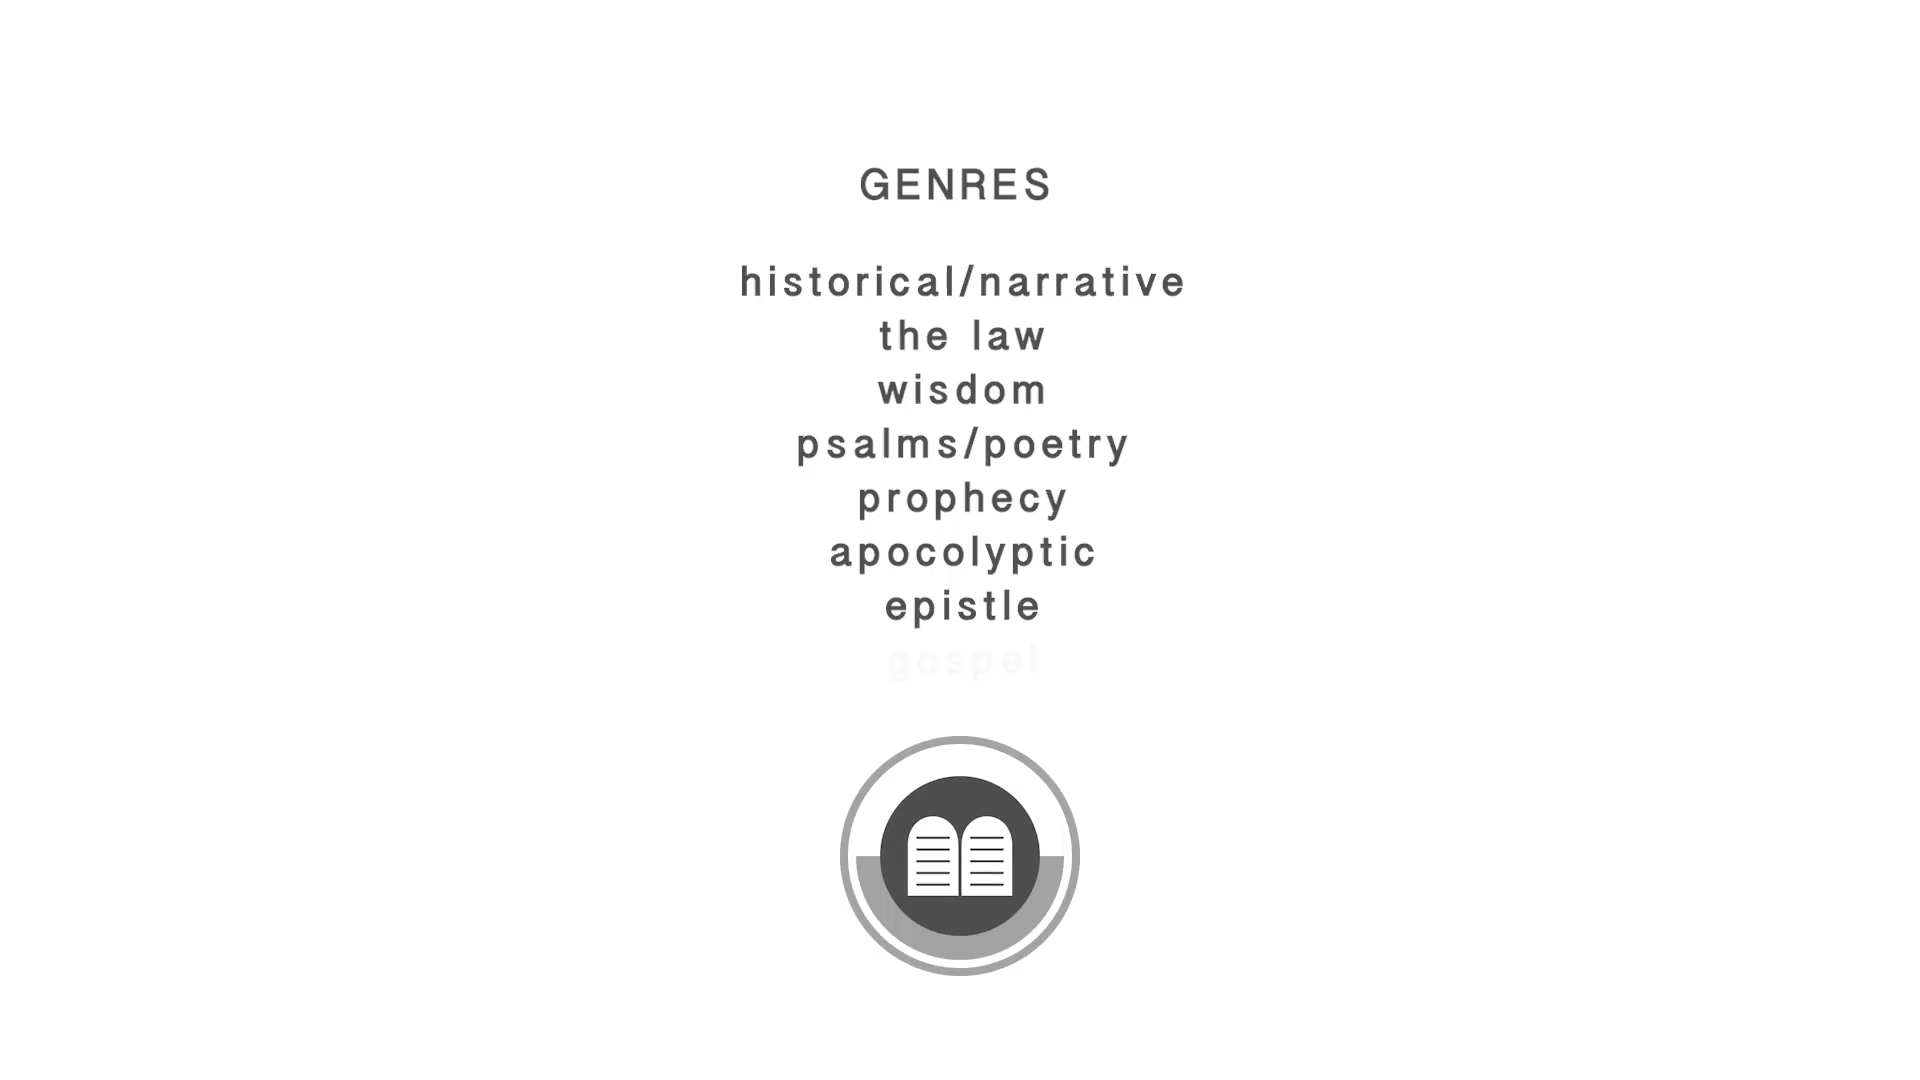 GENRES
historical/narrative
the law
wisdom
psalms/poetry
prophecy
apocolyptic
epistle
gospel